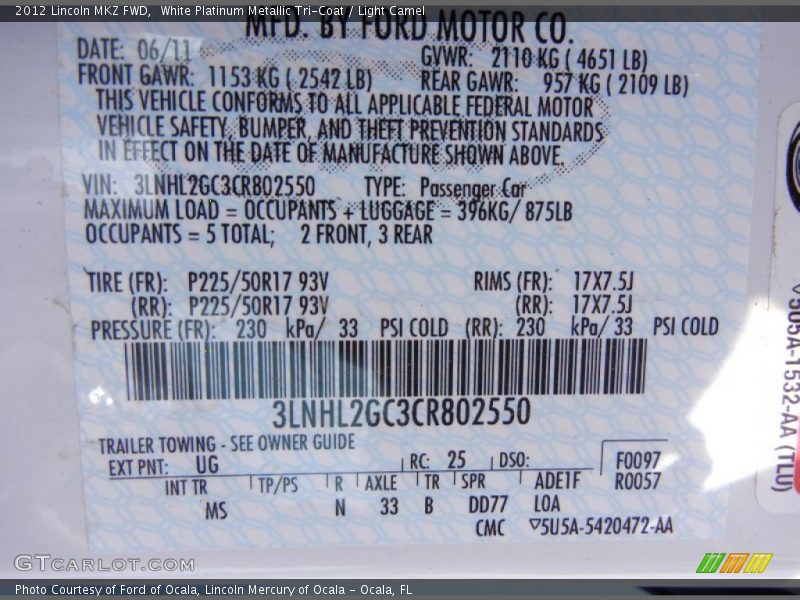 2012 Lincoln MKZ FWD,  White Platinum Metallic Tri-Coat / Light Camel
MFD. BY FORD MOTOR CO.
DATE: 06/11
GVWR: 2110 KG ( 4651 LB)
FRONT GAWR: 1153 KG ( 2542 LB)
REAR GAWR: 957 KG ( 2109 LB)
THIS VEHICLE CONFORMS TO ALL APPLICABLE FEDERAL MOTOR
VEHICLE SAFETY, BUMPER, AND THEFT PREVENTION STANDARDS
IN EFFECT ON THE DATE OF MANUFACTURE SHOWN ABOVE.
VIN: 3LNHL2GC3CR802550 TYPE: Passenger Car
MAXIMUM LOAD = OCCUPANTS + LUGGAGE = 396KG/ 875LB
OCCUPANTS = 5 TOTAL; 2 FRONT, 3 REAR
TIRE (FR): P225/50R17 93V RIMS (FR): 17X7.5J
(RR): P225/50R17 93V (RR): 17X7.5J
PRESSURE (FR): 230 kPa/ 33 PSI COLD (RR): 230 kPa/ 33 PSI COLD
3LNHL2GC3CR802550
TRAILER TOWING - SEE OWNER GUIDE
EXT PNT: UG RC: 25 DSO: F0097
R0057
INT TR TP/PS R AXLE TR SPR ADE1F
MS N 33 B DD77 LOA
CMC ▽5U5A-5420472-AA
▽5U5A-1532-AA (TLU)
GTCARLOT.COM
Photo Courtesy of Ford of Ocala, Lincoln Mercury of Ocala - Ocala, FL